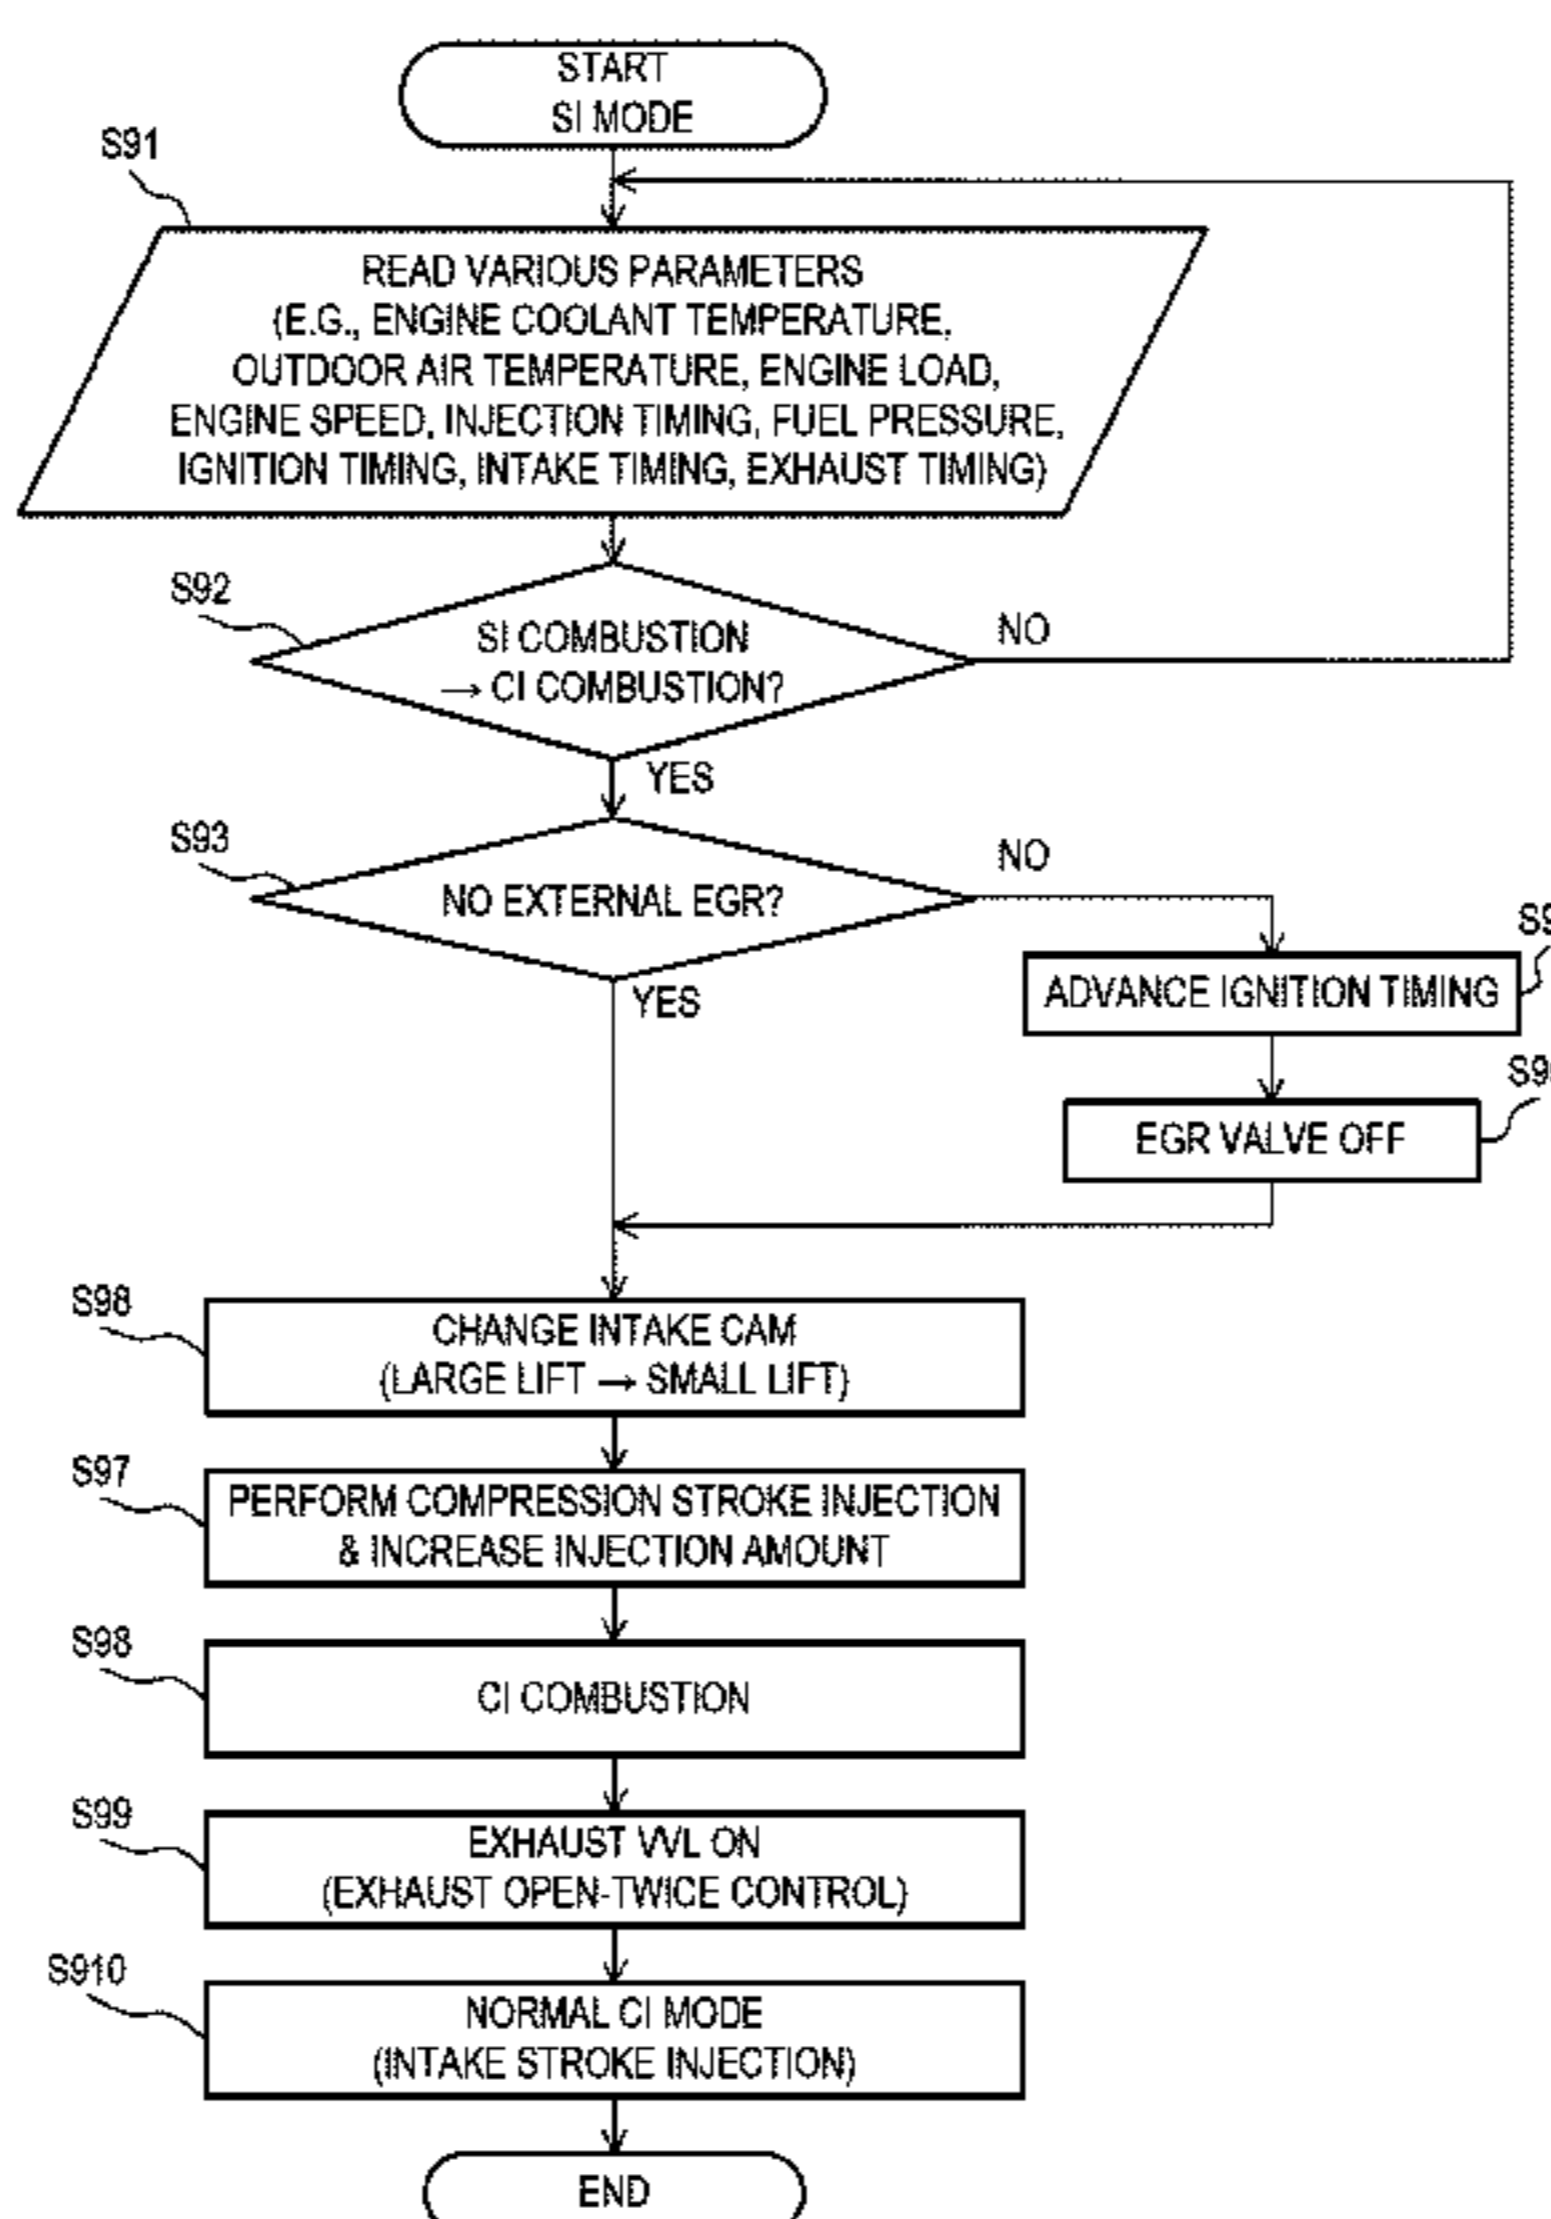 START
SI MODE
S91
READ VARIOUS PARAMETERS
(E.G., ENGINE COOLANT TEMPERATURE,
OUTDOOR AIR TEMPERATURE, ENGINE LOAD,
ENGINE SPEED, INJECTION TIMING, FUEL PRESSURE,
IGNITION TIMING, INTAKE TIMING, EXHAUST TIMING)
S92
SI COMBUSTION
→ CI COMBUSTION?
NO
YES
S93
NO EXTERNAL EGR?
NO
YES
ADVANCE IGNITION TIMING
EGR VALVE OFF
S98
CHANGE INTAKE CAM
(LARGE LIFT → SMALL LIFT)
S97
PERFORM COMPRESSION STROKE INJECTION
& INCREASE INJECTION AMOUNT
S98
CI COMBUSTION
S99
EXHAUST VVL ON
(EXHAUST OPEN-TWICE CONTROL)
S910
NORMAL CI MODE
(INTAKE STROKE INJECTION)
END